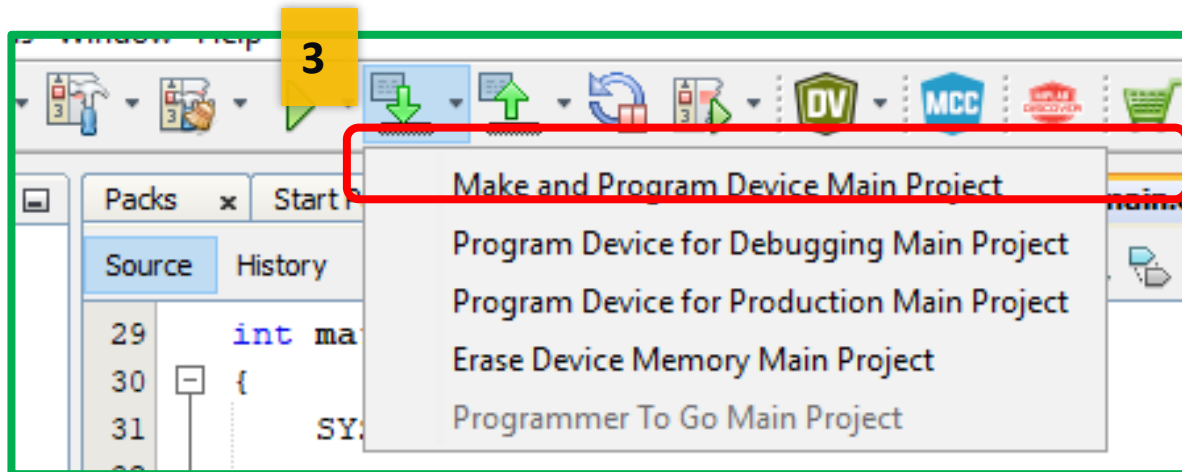 Window Help
3
DV
MCC
Packs x Start
Make and Program Device Main Project
main.
Source History
Program Device for Debugging Main Project
Program Device for Production Main Project
29 int ma
Erase Device Memory Main Project
30 {
Programmer To Go Main Project
31 SY